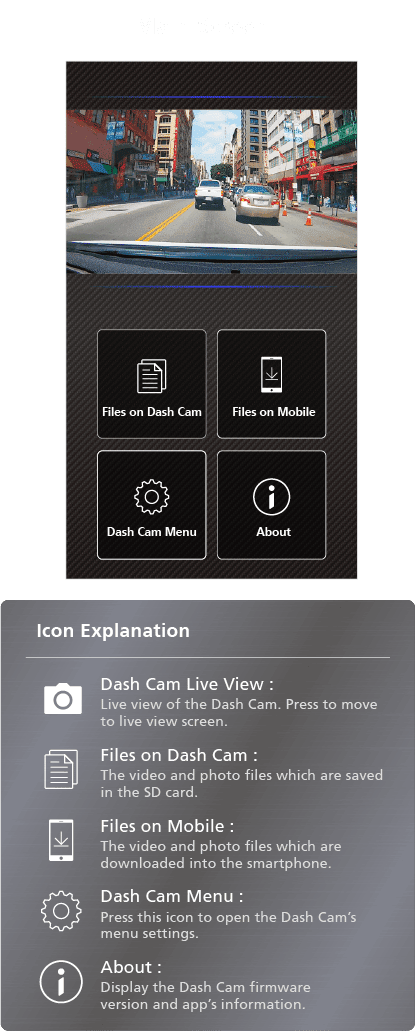 Files on Dash Cam
Files on Mobile
Dash Cam Menu
About
Icon Explanation
Dash Cam Live View :
Live view of the Dash Cam. Press to move
to live view screen.
Files on Dash Cam :
The video and photo files which are saved
in the SD card.
Files on Mobile :
The video and photo files which are
downloaded into the smartphone.
Dash Cam Menu :
Press this icon to open the Dash Cam’s
menu settings.
About :
Display the Dash Cam firmware
version and app’s information.